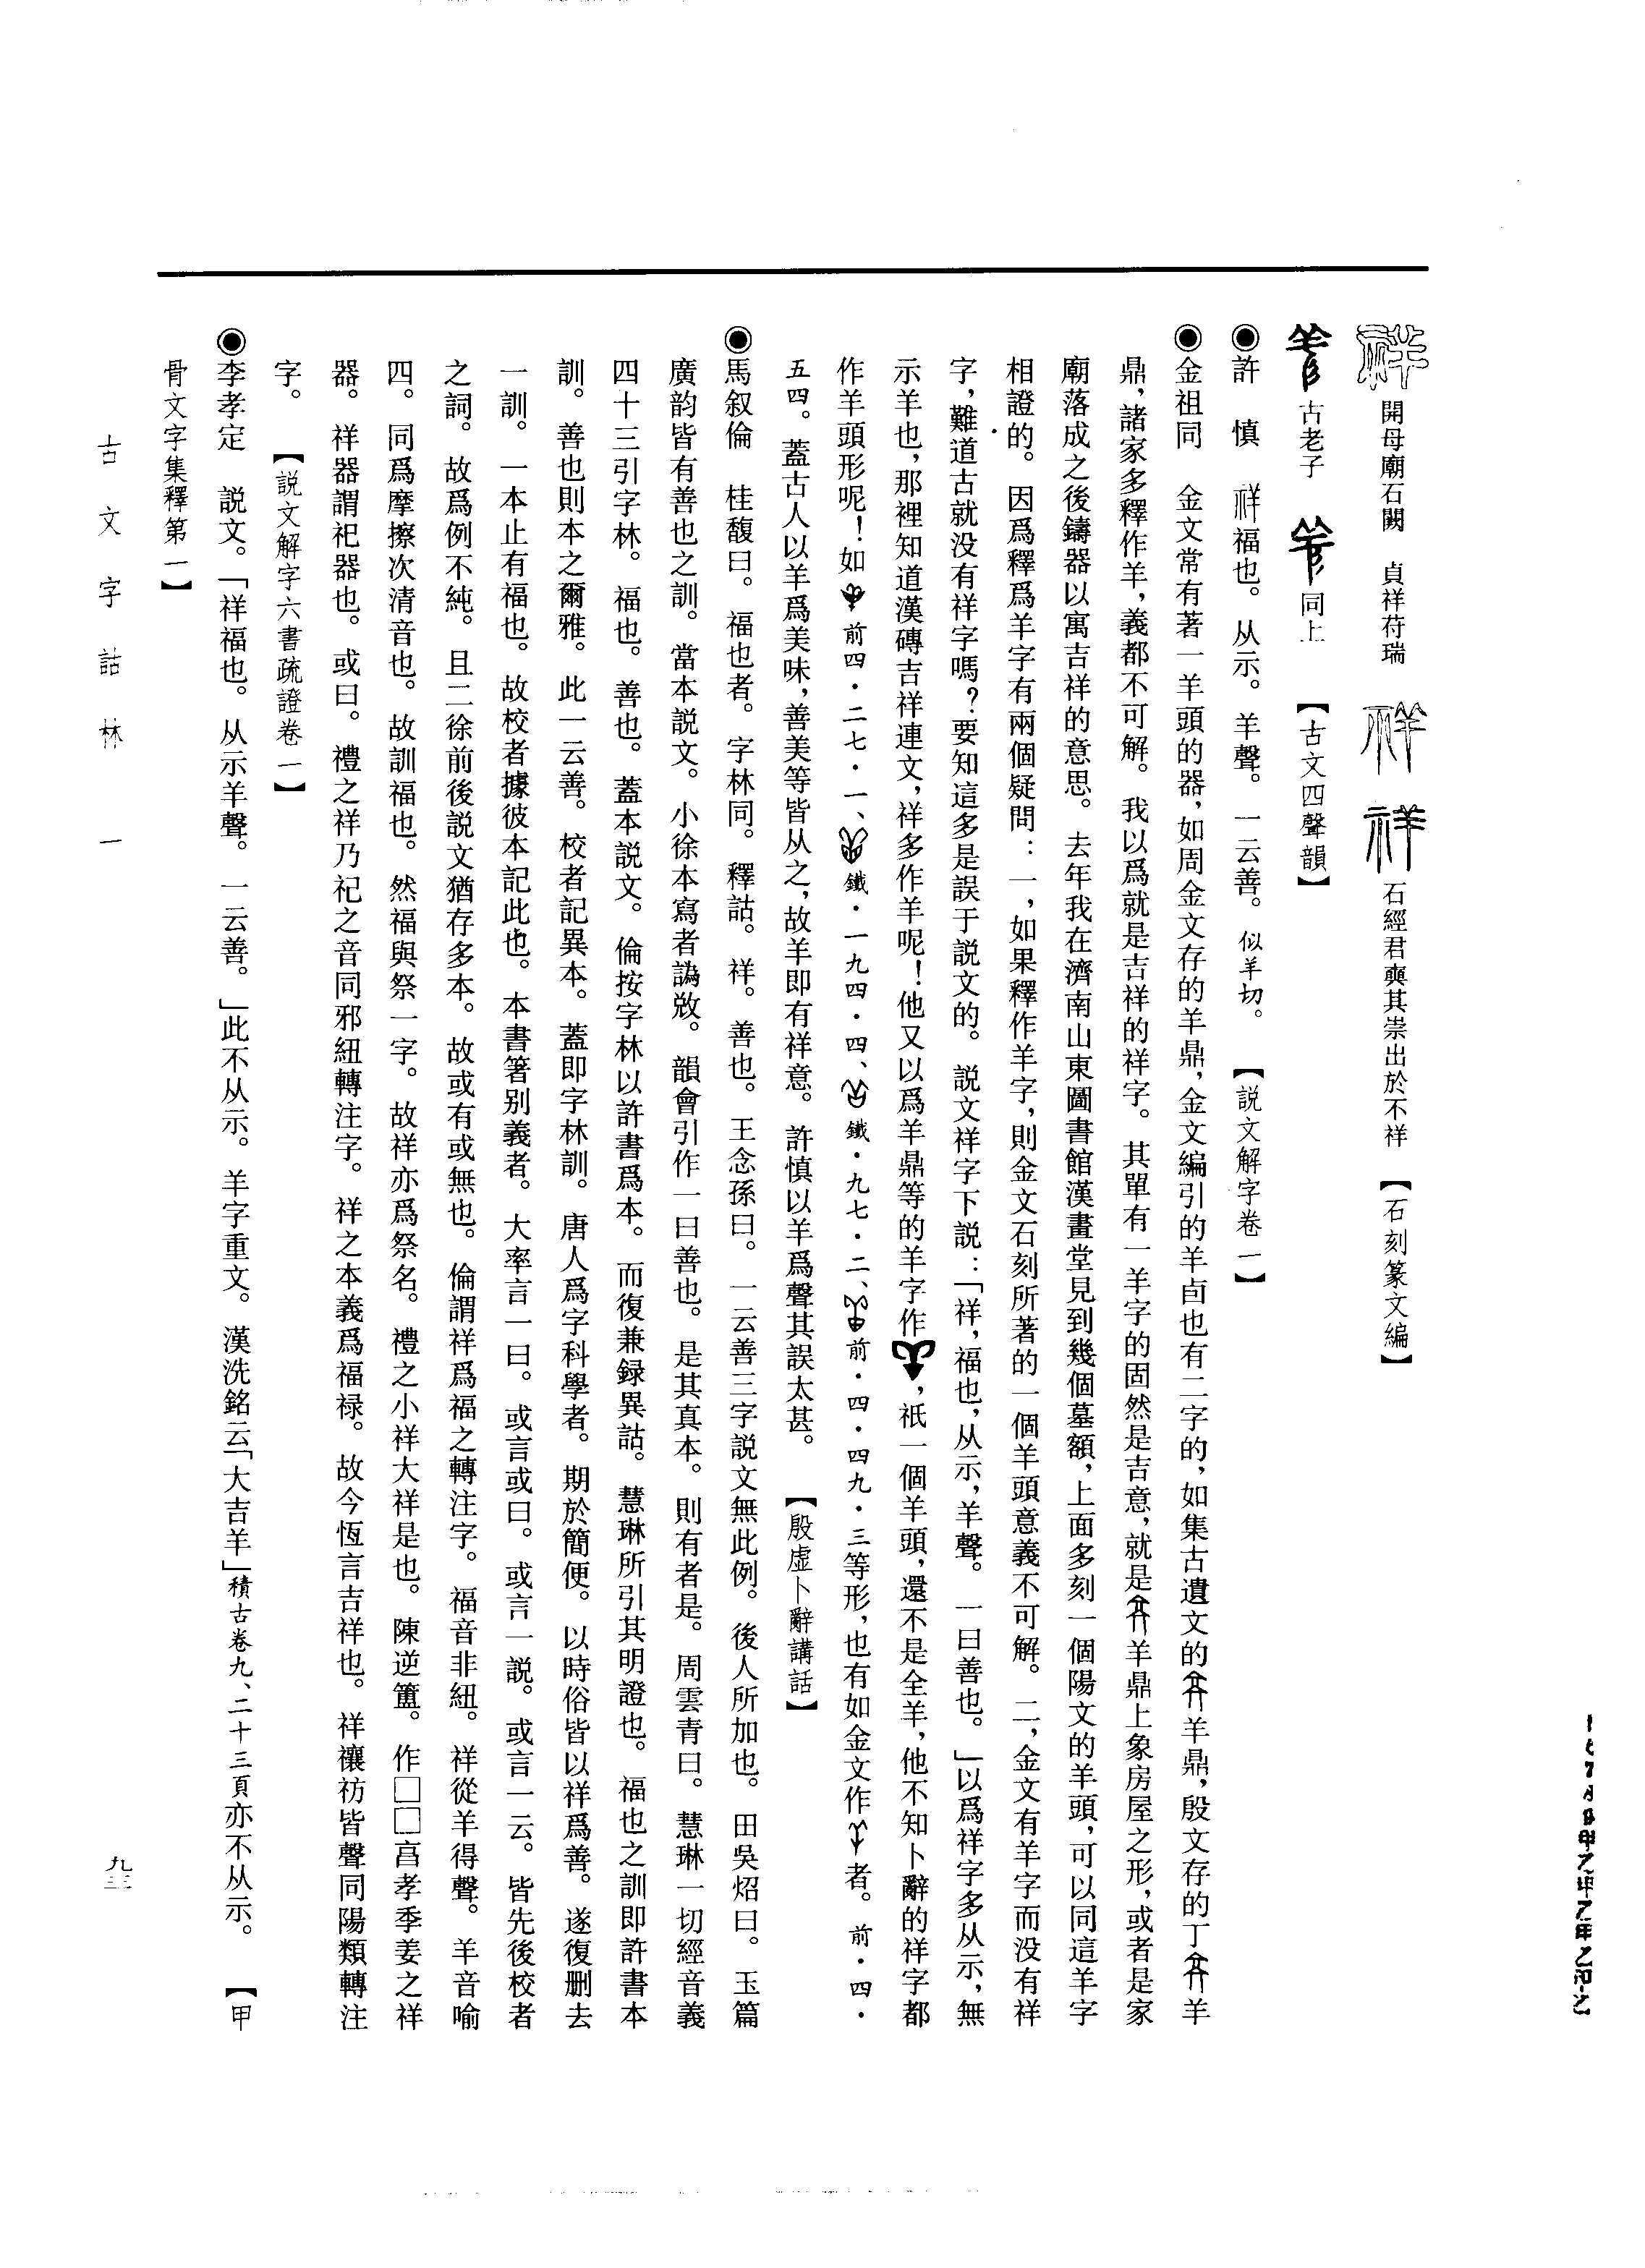 開母廟石闕　貞祥苻瑞　石經君奭其崇出於不祥　【石刻篆文編】
古老子　同上　【古文四聲韻】
◉許　慎　祥福也。从示。羊聲。一云善。似羊切。【説文解字卷一】
◉金祖同　金文常有著一羊頭的器，如周金文存的羊鼎，金文編引的羊卣也有二字的，如集古遺文的羊鼎，殷文存的丁羊
鼎，諸家多釋作羊，義都不可解。我以爲就是吉祥的祥字。其單有一羊字的固然是吉意，就是羊鼎上象房屋之形，或者是家
廟落成之後鑄器以寓吉祥的意思。去年我在濟南山東圖書館漢畫堂見到幾個墓額，上面多刻一個陽文的羊頭，可以同這羊字
相證的。因爲釋爲羊字有兩個疑問：一，如果釋作羊字，則金文石刻所著的一個羊頭意義不可解。二，金文有羊字而没有祥
字，難道古就没有祥字嗎？要知這多是誤于説文的。説文祥字下説：「祥，福也，从示，羊聲。一曰善也。」以爲祥字多从示，無
示羊也，那裡知道漢磚吉祥連文，祥多作羊呢！他又以爲羊鼎等的羊字作，祇一個羊頭，還不是全羊，他不知卜辭的祥字都
作羊頭形呢！如前四·二七·一、鐵·一九四·四、鐵·九七·二、前·四·四九·三等形，也有如金文作者。前·四·
五四。蓋古人以羊爲美味，善美等皆从之，故羊即有祥意。許慎以羊爲聲其誤太甚。【殷虚卜辭講話】
◉馬叙倫　桂馥曰。福也者。字林同。釋詁。祥。善也。王念孫曰。一云善三字説文無此例。後人所加也。田吳炤曰。玉篇
廣韵皆有善也之訓。當本説文。小徐本寫者譌敚。韻會引作一曰善也。是其真本。則有者是。周雲青曰。慧琳一切經音義
四十三引字林。福也。善也。蓋本説文。倫按字林以許書爲本。而復兼録異詁。慧琳所引其明證也。福也之訓即許書本
訓。善也則本之爾雅。此一云善。校者記異本。蓋即字林訓。唐人爲字科學者。期於簡便。以時俗皆以祥爲善。遂復删去
一訓。一本止有福也。故校者據彼本記此也。本書箸别義者。大率言一曰。或言或曰。或言一説。或言一云。皆先後校者
之詞。故爲例不純。且二徐前後説文猶存多本。故或有或無也。倫謂祥爲福之轉注字。福音非紐。祥從羊得聲。羊音喻
四。同爲摩擦次清音也。故訓福也。然福與祭一字。故祥亦爲祭名。禮之小祥大祥是也。陳逆簠。作□□亯孝季姜之祥
器。祥器謂祀器也。或曰。禮之祥乃祀之音同邪紐轉注字。祥之本義爲福禄。故今恆言吉祥也。祥禳祊皆聲同陽類轉注
字。【説文解字六書疏證卷一】
◉李孝定　説文。「祥福也。从示羊聲。一云善。」此不从示。羊字重文。漢洗銘云「大吉羊」積古卷九、二十三頁亦不从示。【甲
骨文字集釋第一】
古文字詁林　一
九三